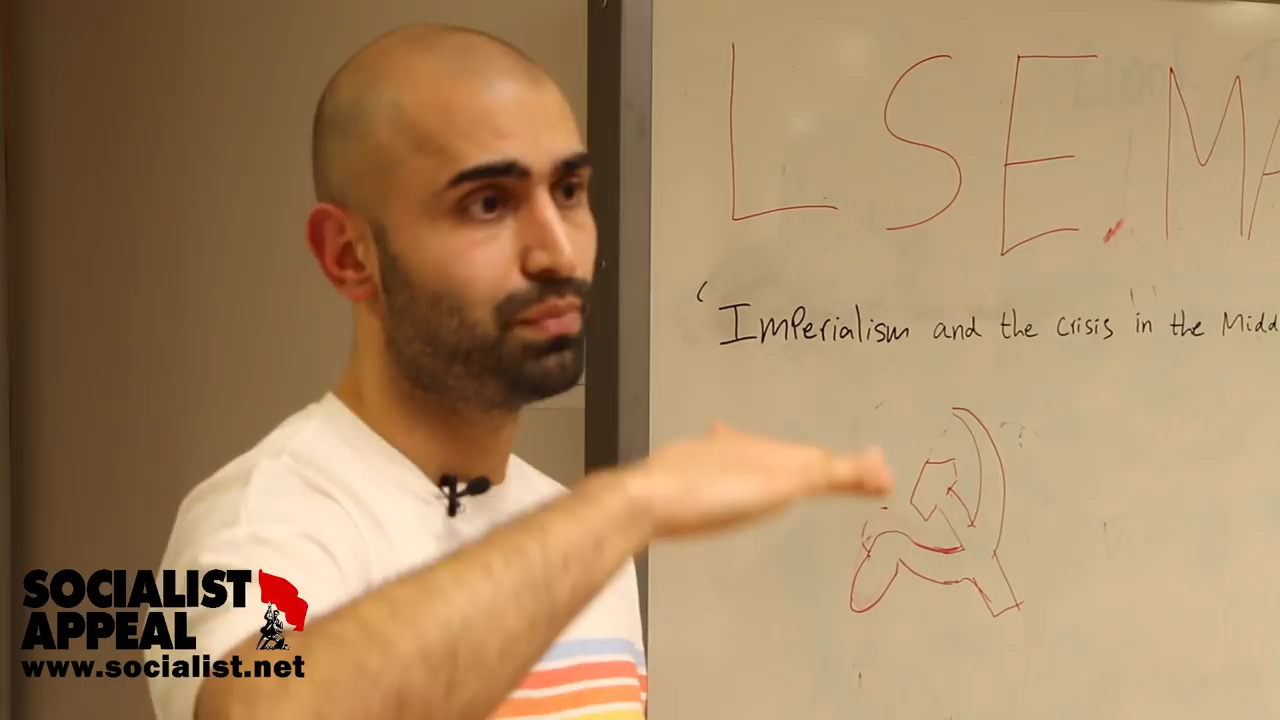 LSE. MA
'Imperialism and the crisis in the Midd
SOCIALIST
APPEAL
www.socialist.net